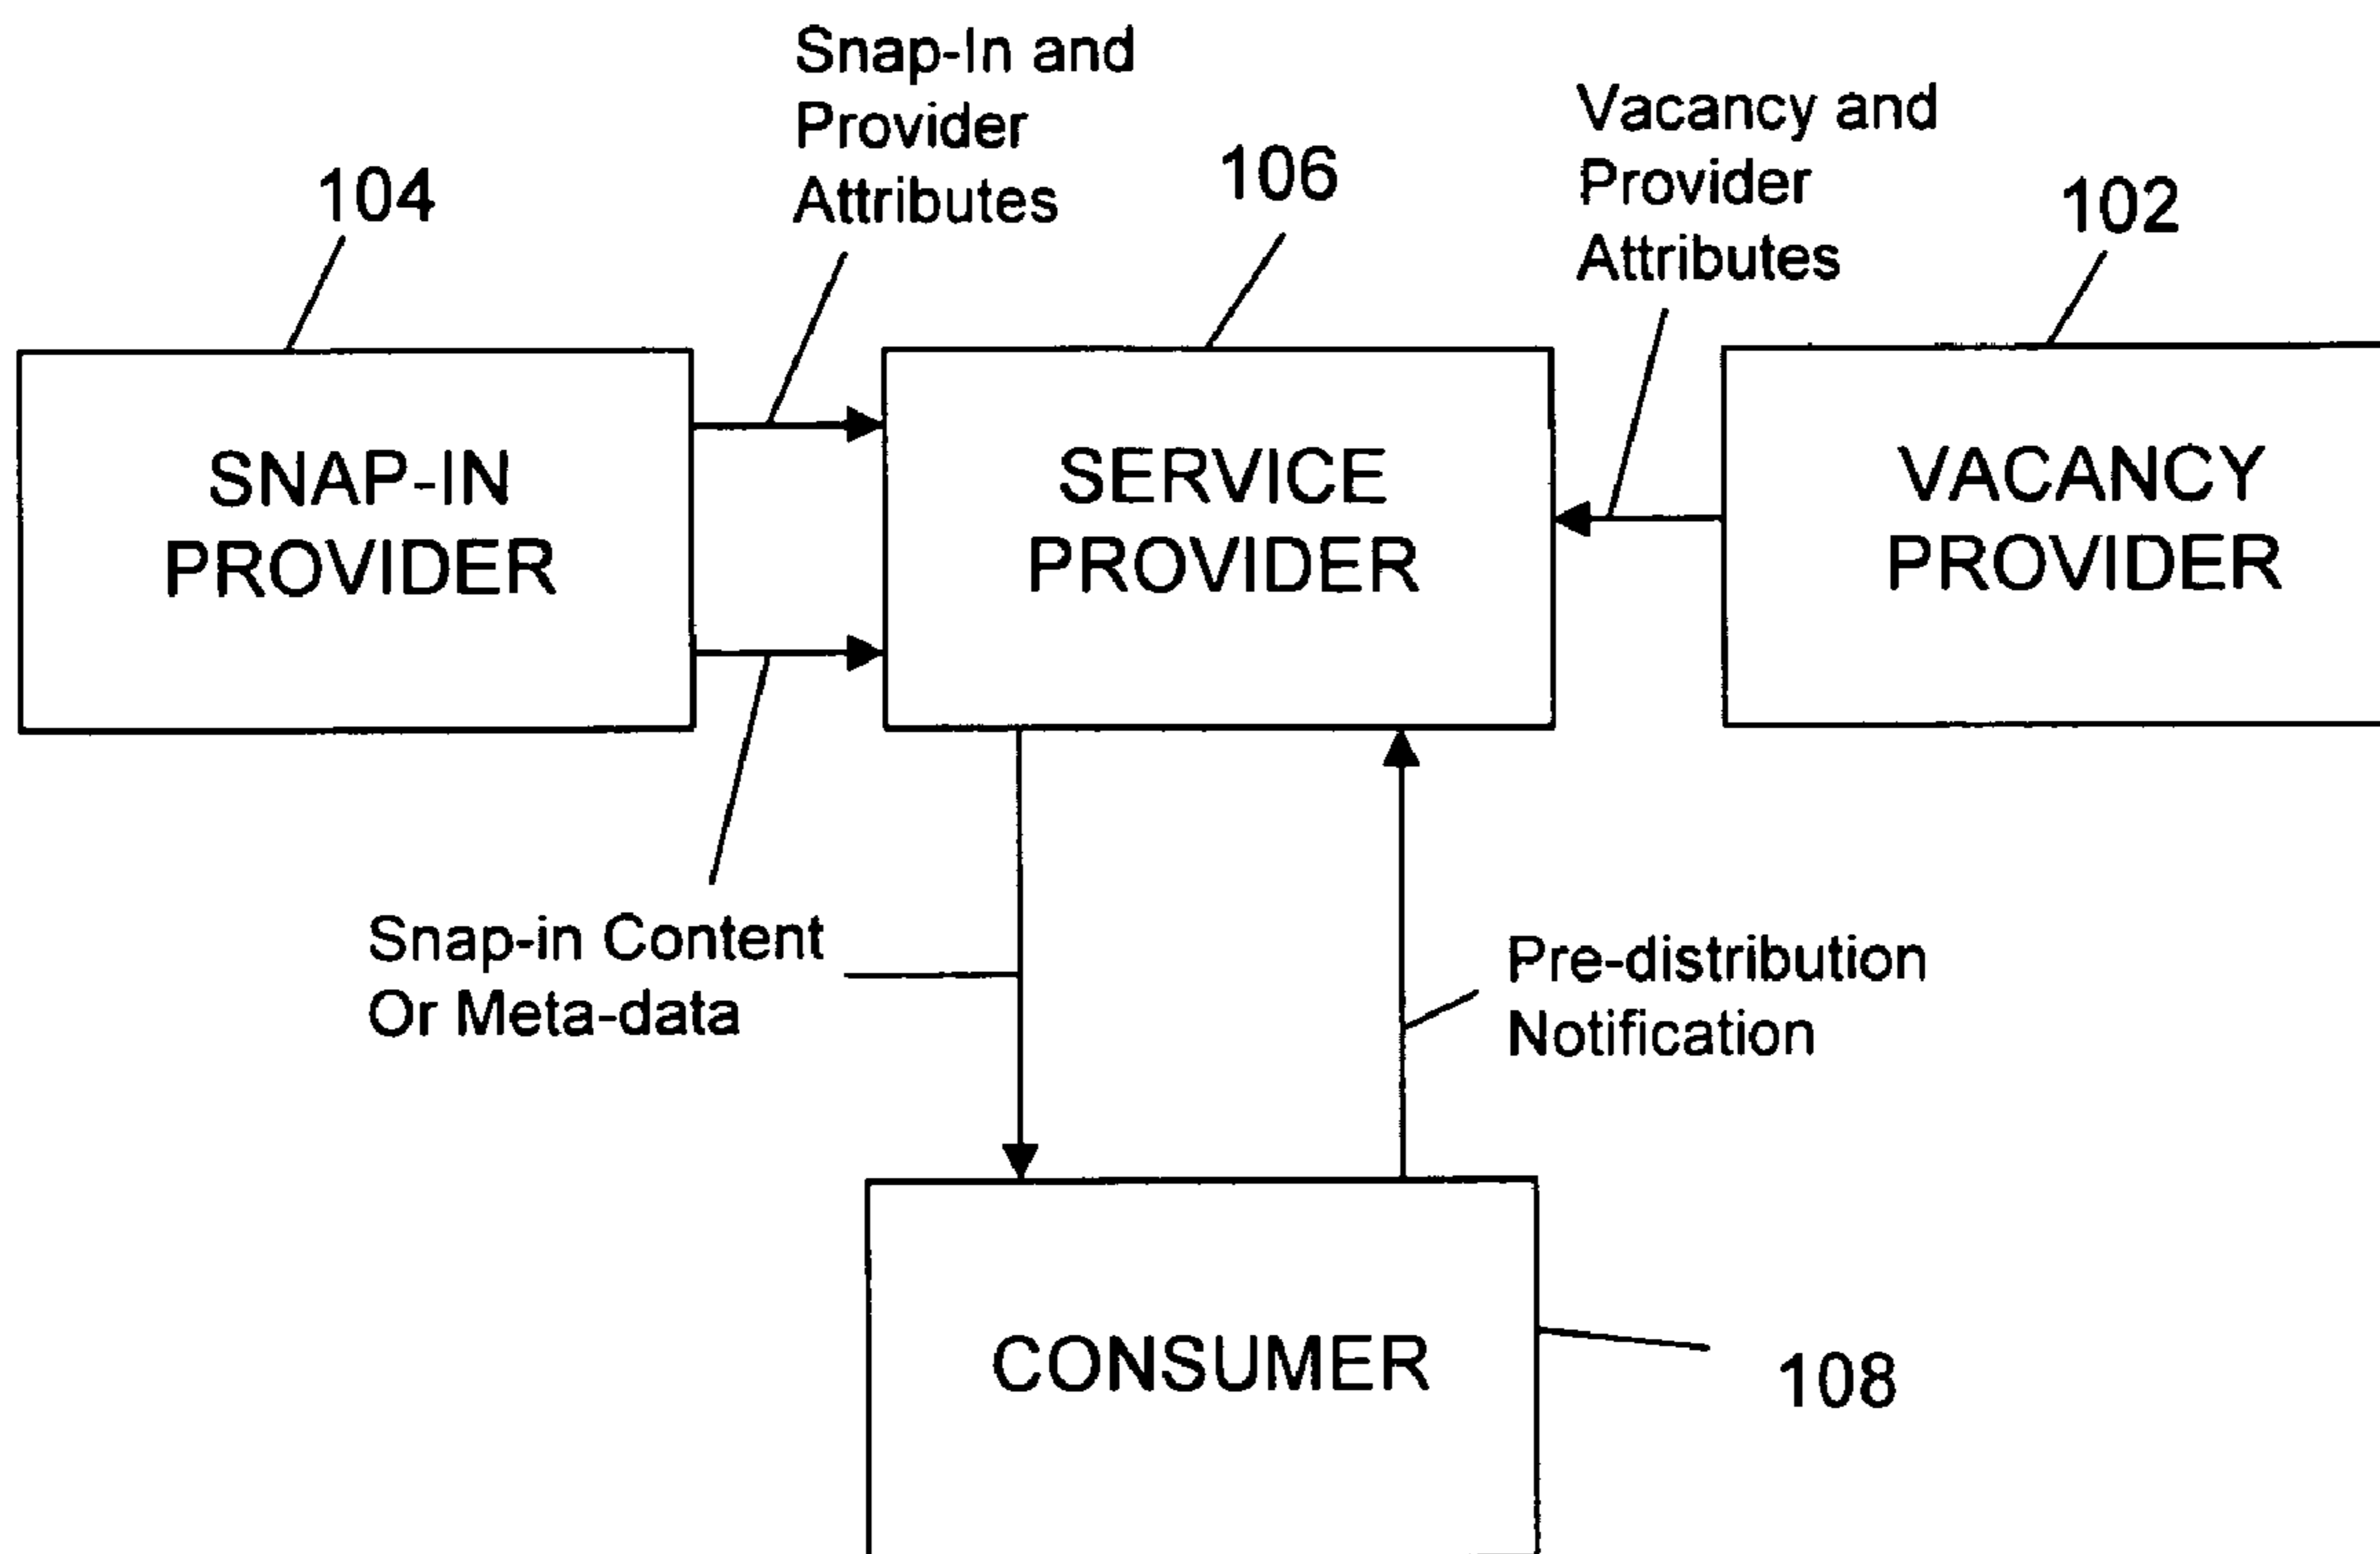 Snap-In and
Provider
Attributes
Vacancy and
Provider
Attributes
104
106
102
SNAP-IN
PROVIDER
SERVICE
PROVIDER
VACANCY
PROVIDER
Snap-in Content
Or Meta-data
Pre-distribution
Notification
CONSUMER
108